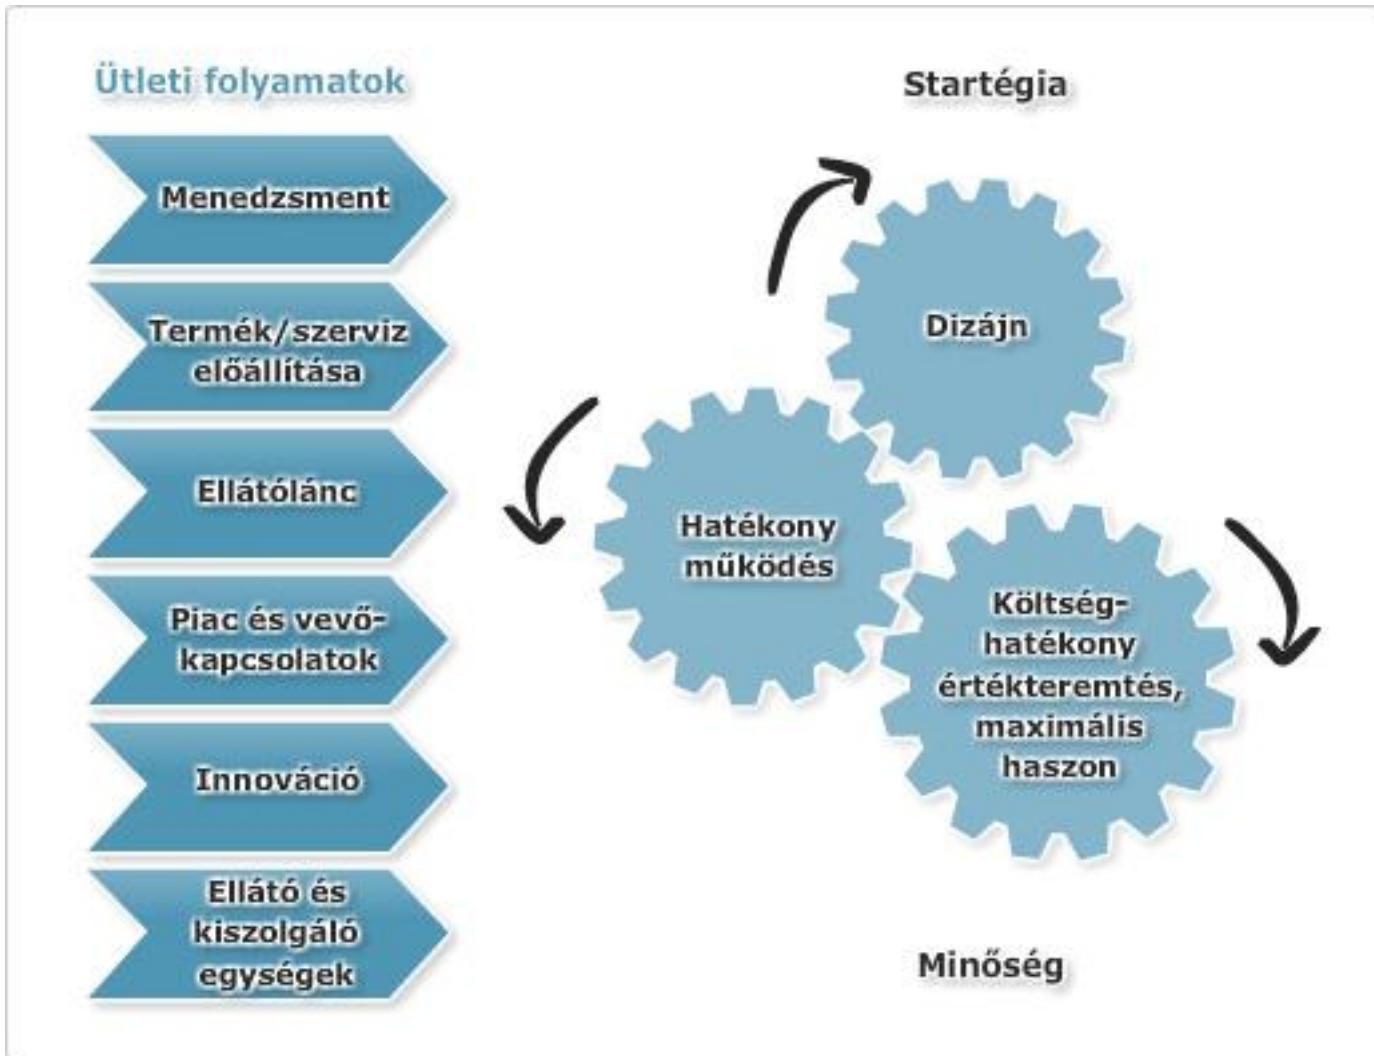 Ütleti folyamatok
Menedzsment
Termék/szerviz
előállítása
Ellátólánc
Piac és vevő-
kapcsolatok
Innováció
Ellátó és
kiszolgáló
egységek
Startégia
Dizájn
Hatékony
működés
Költség-
hatékony
értékteremtés,
maximális
haszon
Minőség